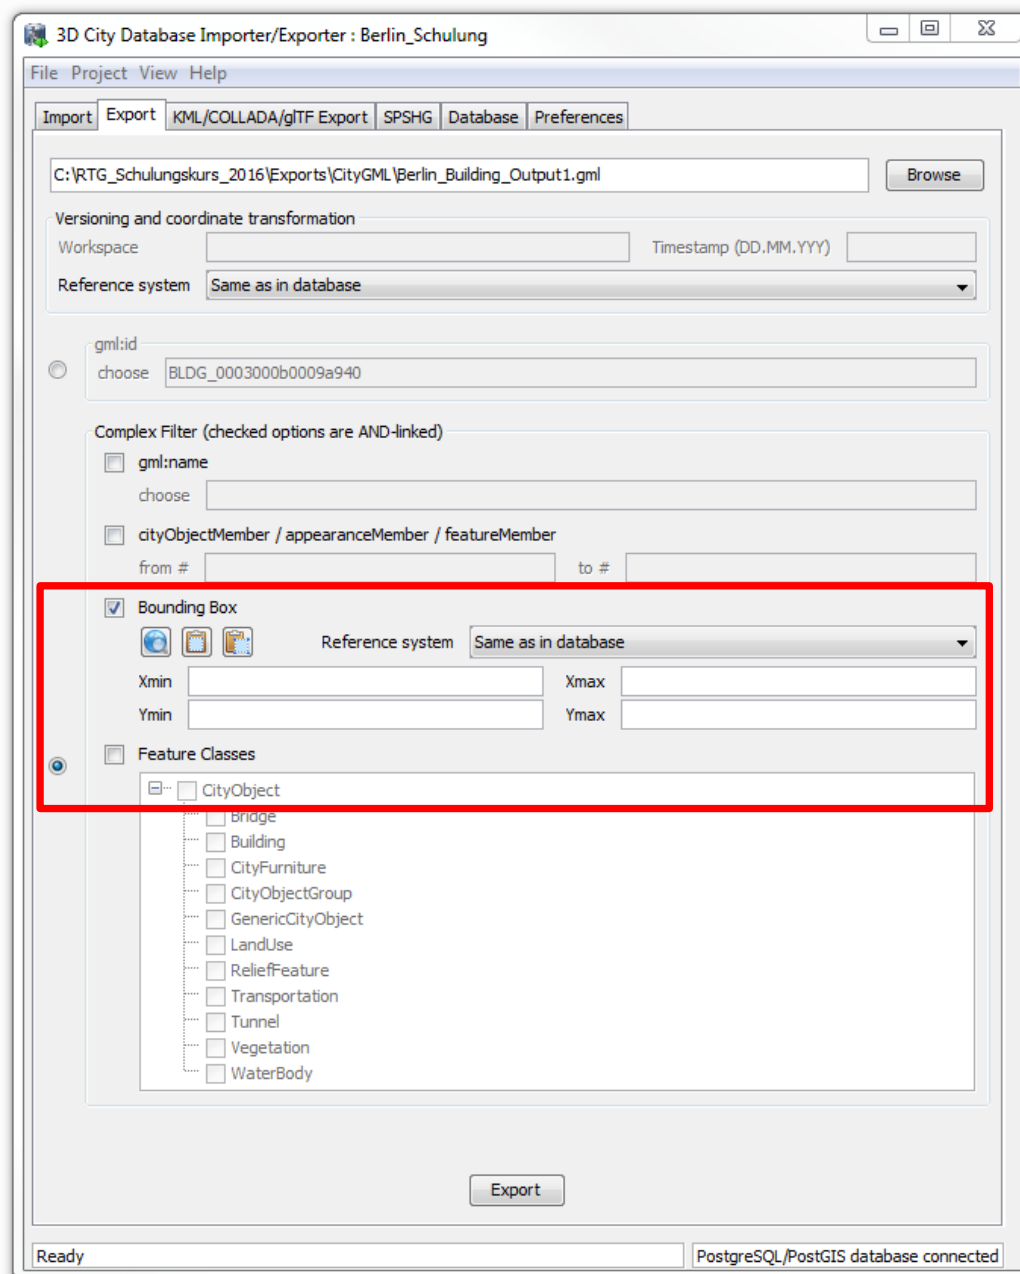 3D City Database Importer/Exporter : Berlin_Schulung
File Project View Help
Import Export KML/COLLADA/glTF Export SPSHG Database Preferences
C:\RTG_Schulungskurs_2016\Exports\CityGML\Berlin_Building_Output1.gml Browse
Versioning and coordinate transformation
Workspace Timestamp (DD.MM.YYY)
Reference system Same as in database
gml:id
choose BLDG_0003000b0009a940
Complex Filter (checked options are AND-linked)
gml:name
choose
cityObjectMember / appearanceMember / featureMember
from # to #
Bounding Box
Reference system Same as in database
Xmin Xmax
Ymin Ymax
Feature Classes
CityObject
Bridge
Building
CityFurniture
CityObjectGroup
GenericCityObject
LandUse
ReliefFeature
Transportation
Tunnel
Vegetation
WaterBody
Export
Ready PostgreSQL/PostGIS database connected